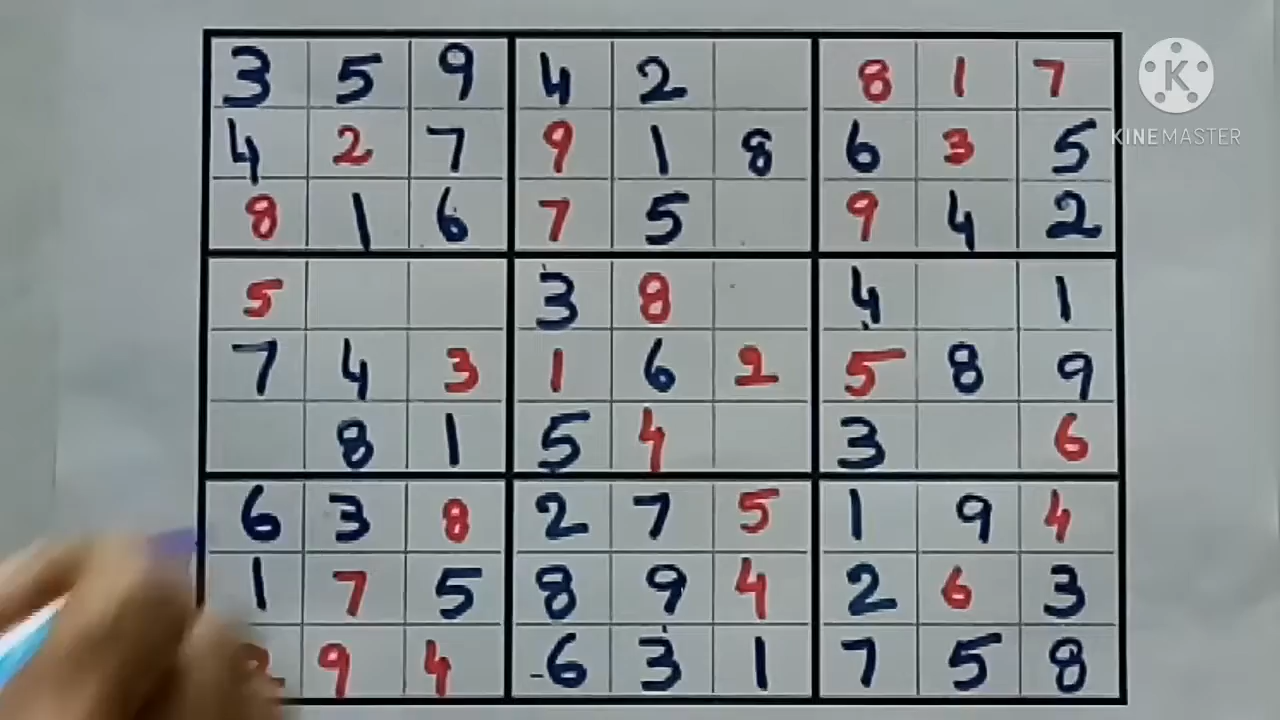 3 5 9 4 2 8 1 7
4 2 7 9 1 8 6 3 5
8 1 6 7 5 9 4 2
5 3 8 4 1
7 4 3 1 6 2 5 8 9
8 1 5 4 3 6
6 3 8 2 7 5 1 9 4
1 7 5 8 9 4 2 6 3
9 4 6 3 1 7 5 8
K
KINEMASTER